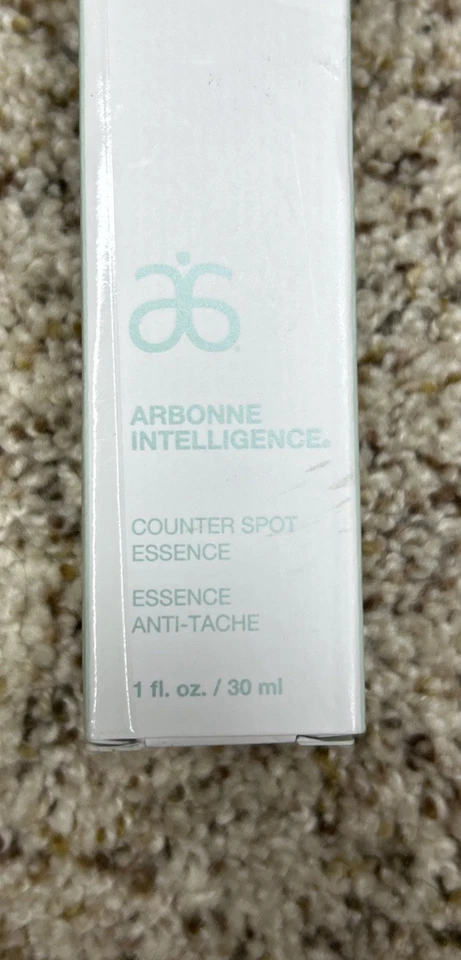 ARBONNE
INTELLIGENCE®
COUNTER SPOT
ESSENCE
ESSENCE
ANTI-TACHE
1 fl. oz. / 30 ml